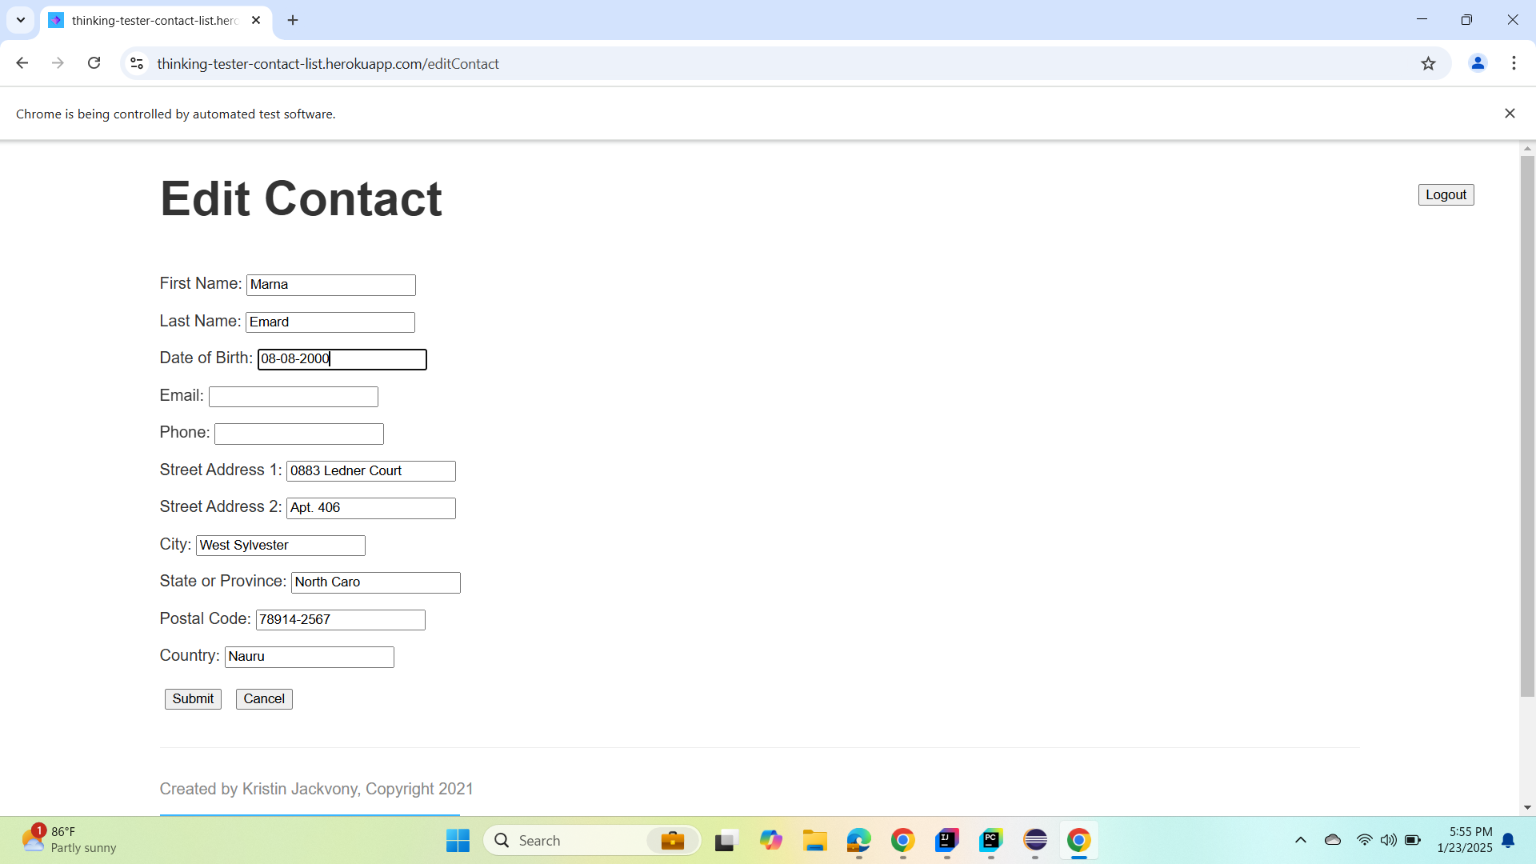 thinking-tester-contact-list.herc
thinking-tester-contact-list.herokuapp.com/editContact
Chrome is being controlled by automated test software.
Edit Contact
Logout
First Name: Marna
Last Name: Emard
Date of Birth: 08-08-2000
Email:
Phone:
Street Address 1: 0883 Ledner Court
Street Address 2: Apt. 406
City: West Sylvester
State or Province: North Caro
Postal Code: 78914-2567
Country: Nauru
Submit Cancel
Created by Kristin Jackvony, Copyright 2021
1
86°F
Partly sunny
Search
IJ
PC
5:55 PM
1/23/2025